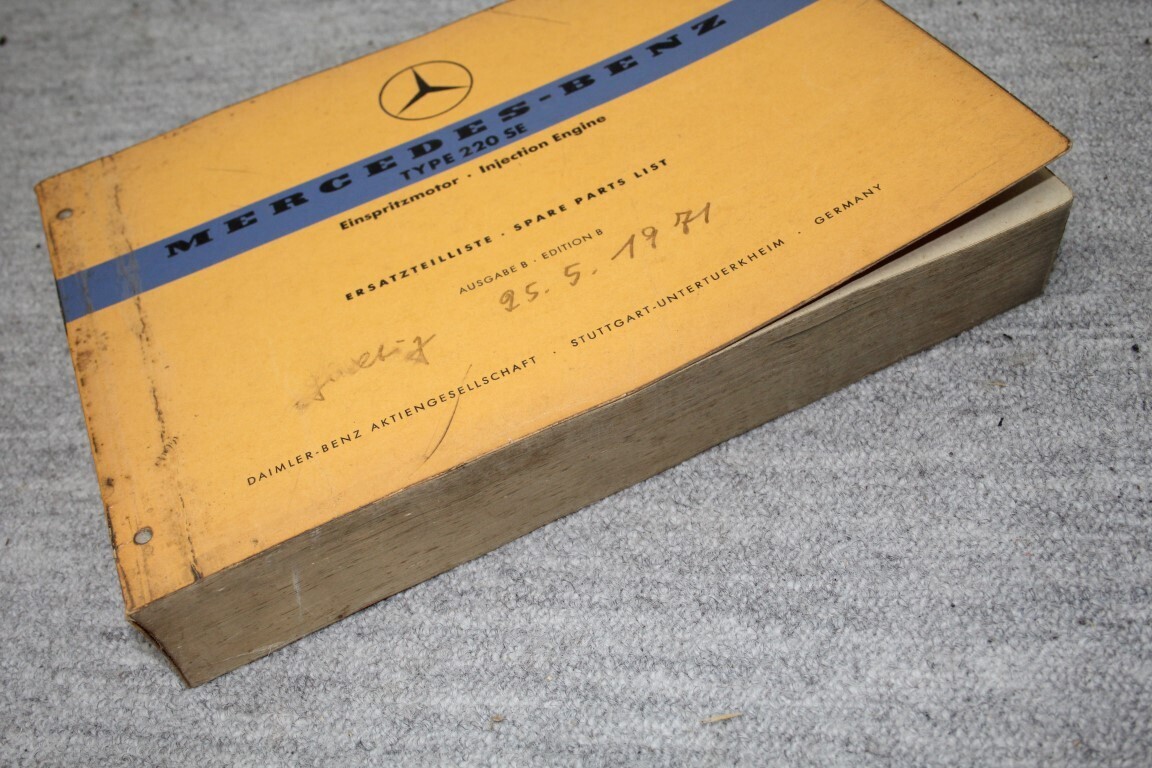 MERCEDES-BENZ
TYPE 220 SE
Einspritzmotor · Injection Engine
ERSATZTEILLISTE · SPARE PARTS LIST
AUSGABE B · EDITION B
25. 5. 1971
DAIMLER-BENZ AKTIENGESELLSCHAFT · STUTTGART-UNTERTUERKHEIM · GERMANY